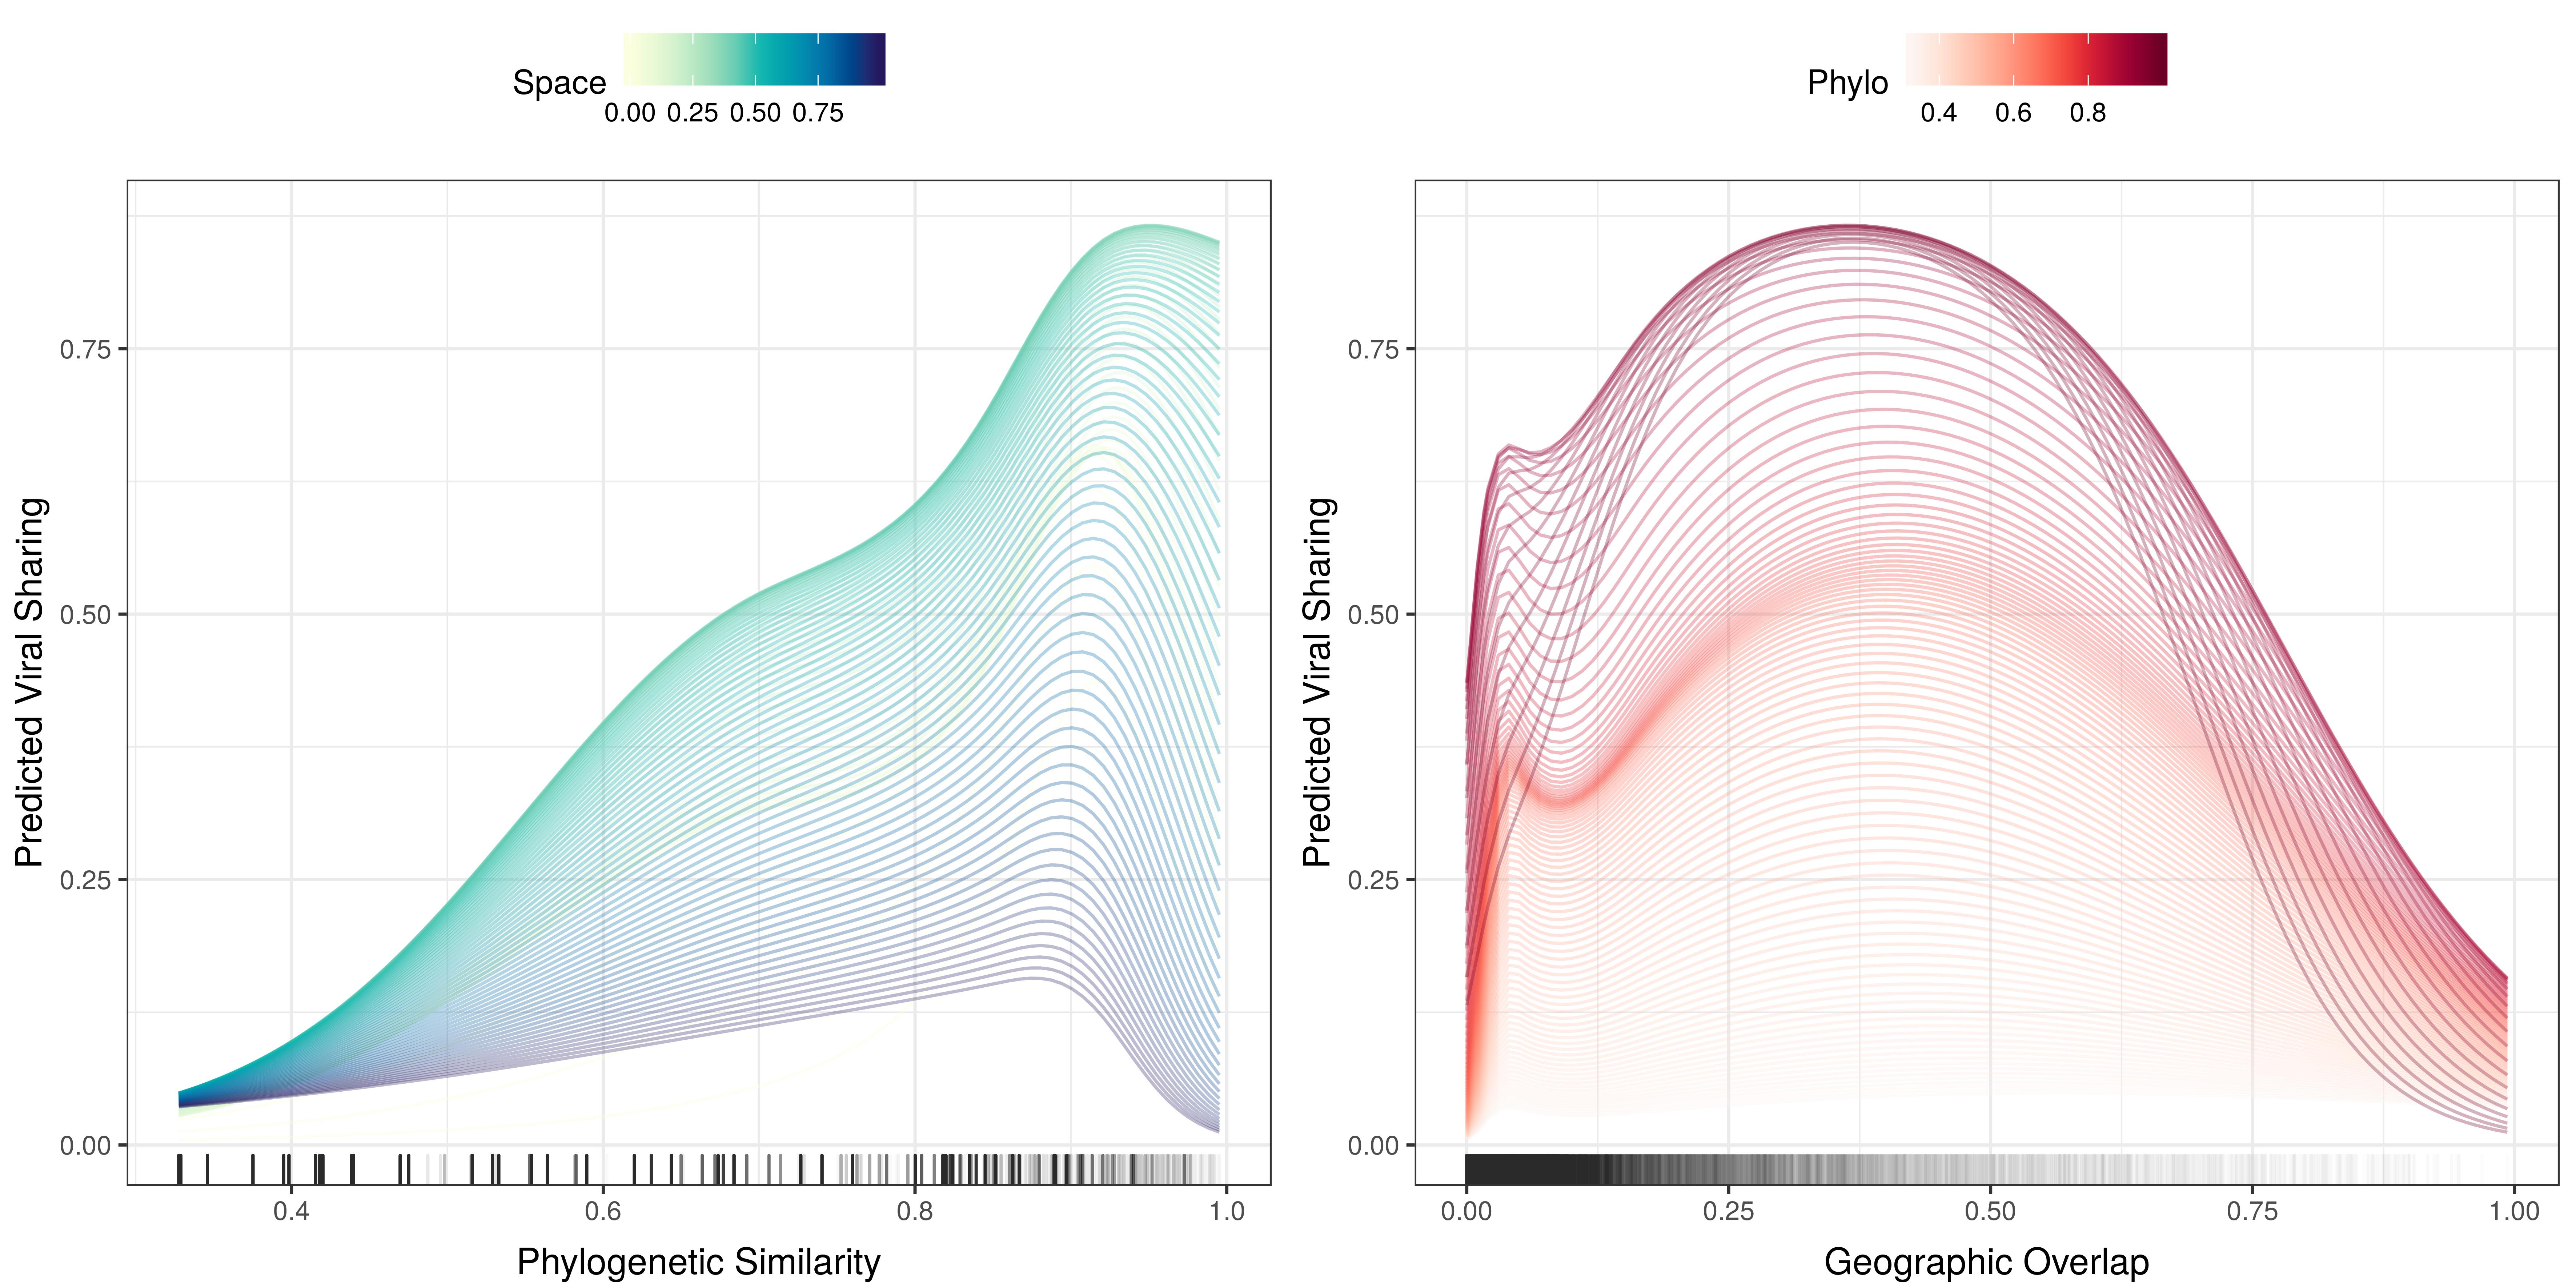 Space
0.00 0.25 0.50 0.75
Phylo
0.4 0.6 0.8
Predicted Viral Sharing
0.75
0.50
0.25
0.00
0.4 0.6 0.8 1.0
Phylogenetic Similarity
Predicted Viral Sharing
0.75
0.50
0.25
0.00
0.00 0.25 0.50 0.75 1.00
Geographic Overlap